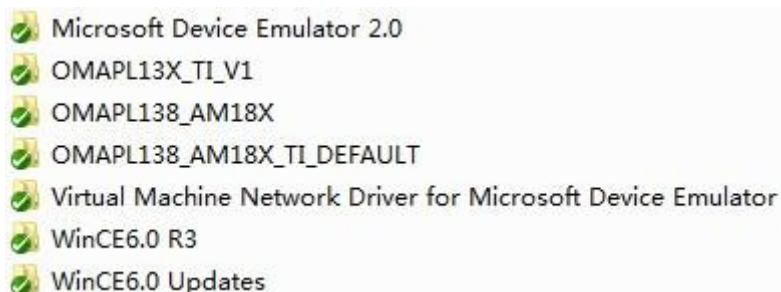 Microsoft Device Emulator 2.0
OMAPL13X_TI_V1
OMAPL138_AM18X
OMAPL138_AM18X_TI_DEFAULT
Virtual Machine Network Driver for Microsoft Device Emulator
WinCE6.0 R3
WinCE6.0 Updates